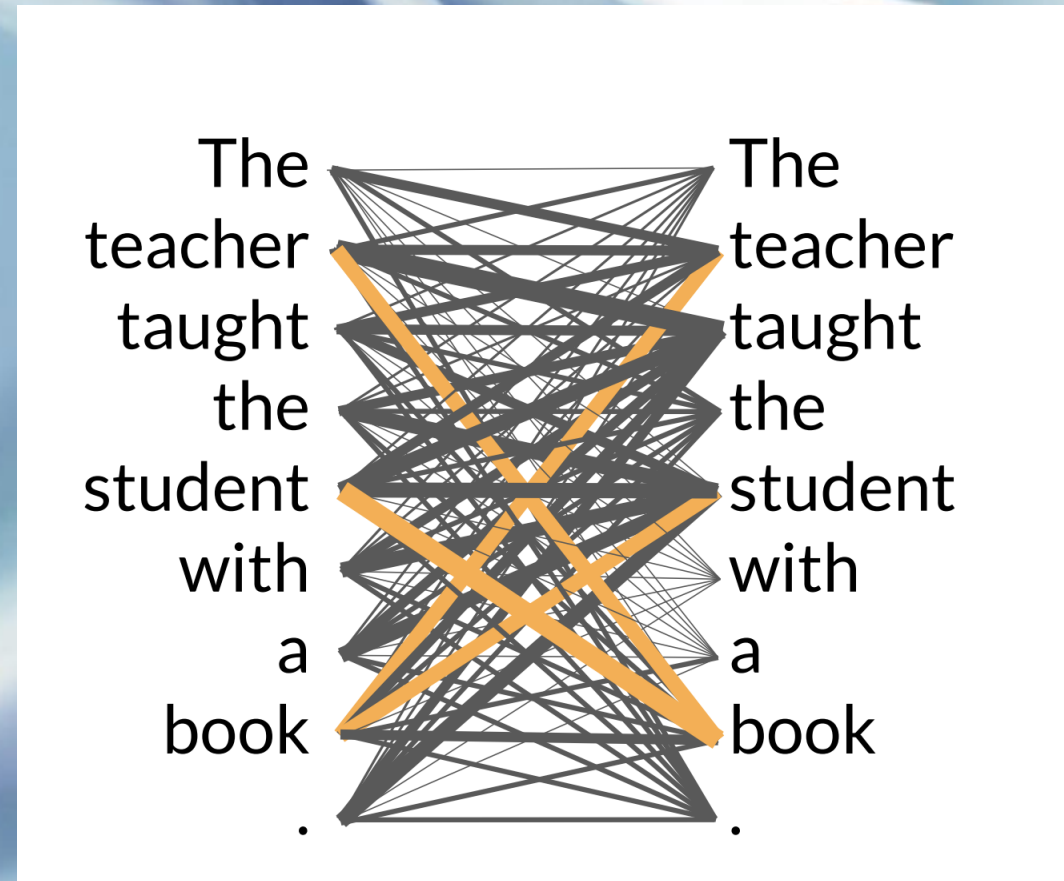 The The
teacher teacher
taught taught
the the
student student
with with
a a
book book
. .